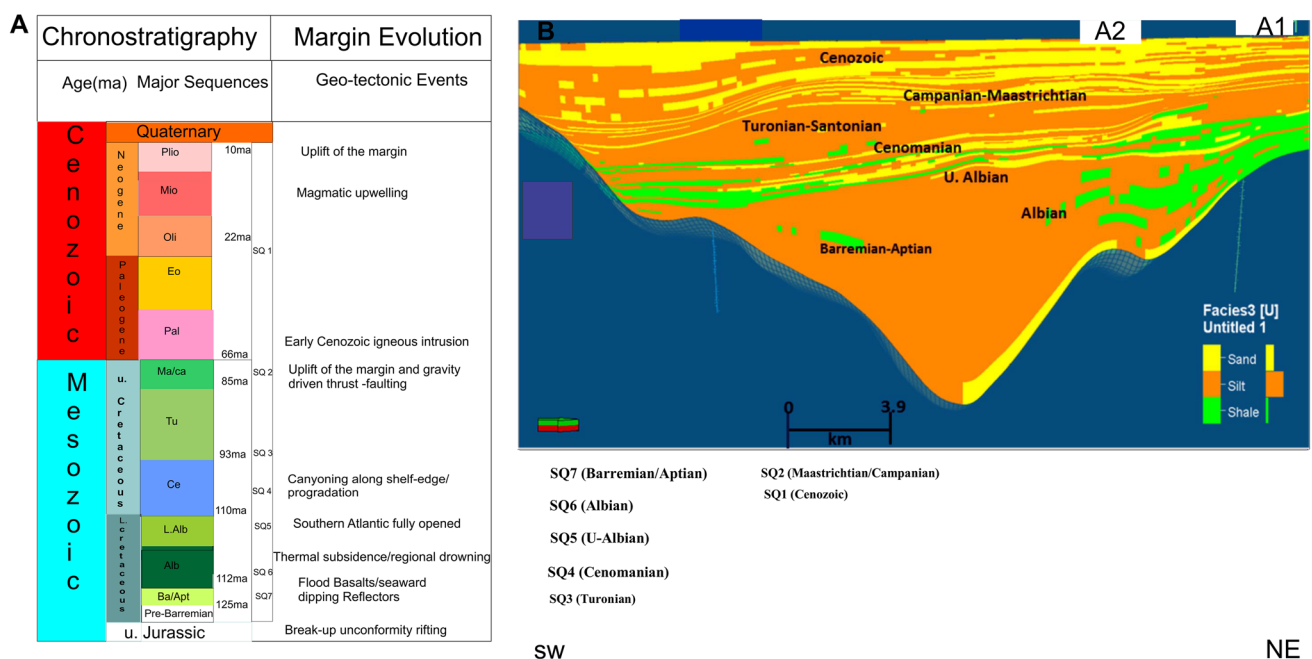 A
Chronostratigraphy
Margin Evolution
Age(ma) Major Sequences
Geo-tectonic Events
Cenozoic
Quaternary
Neogene
Plio
10ma
Uplift of the margin
Mio
Magmatic upwelling
Oli
22ma
SQ 1
Paleogene
Eo
Pal
66ma
Early Cenozoic igneous intrusion
Mesozoic
u. Cretaceous
Ma/ca
85ma
SQ 2
Uplift of the margin and gravity
driven thrust -faulting
Tu
93ma
SQ 3
Ce
SQ 4
Canyoning along shelf-edge/
progradation
110ma
L.cretaceous
L.Alb
SQ5
Southern Atlantic fully opened
Thermal subsidence/regional drowning
Alb
112ma
SQ 6
Flood Basalts/seaward
dipping Reflectors
Ba/Apt
125ma
SQ7
Pre-Barremian
u. Jurassic
Break-up unconformity rifting
B
A2
A1
Cenozoic
Campanian-Maastrichtian
Turonian-Santonian
Cenomanian
U. Albian
Albian
Barremian-Aptian
Facies3 [U]
Untitled 1
Sand
Silt
Shale
0 3.9
km
SQ7 (Barremian/Aptian)
SQ6 (Albian)
SQ5 (U-Albian)
SQ4 (Cenomanian)
SQ3 (Turonian)
SQ2 (Maastrichtian/Campanian)
SQ1 (Cenozoic)
SW
NE